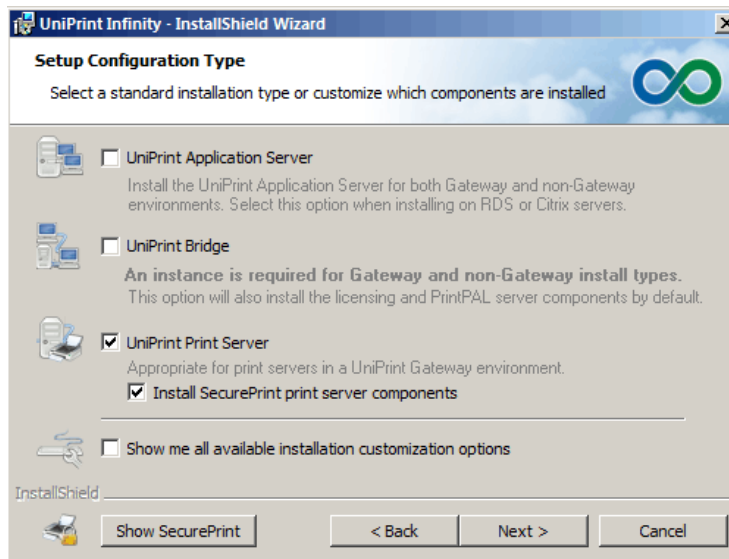 UniPrint Infinity - InstallShield Wizard
Setup Configuration Type
Select a standard installation type or customize which components are installed
UniPrint Application Server
Install the UniPrint Application Server for both Gateway and non-Gateway
environments. Select this option when installing on RDS or Citrix servers.
UniPrint Bridge
An instance is required for Gateway and non-Gateway install types.
This option will also install the licensing and PrintPAL server components by default.
UniPrint Print Server
Appropriate for print servers in a UniPrint Gateway environment.
Install SecurePrint print server components
Show me all available installation customization options
InstallShield
Show SecurePrint
< Back
Next >
Cancel